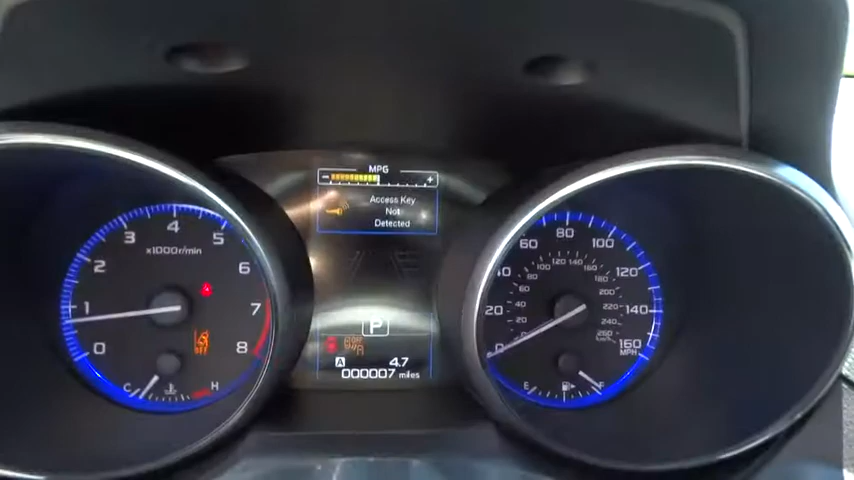 MPG
- +
Access Key
Not
Detected
x1000r/min
0 1 2 3 4 5 6 7 8
C H
P
A 4.7
000007 miles
0 20 60 80 100 120 140 160
MPH
20 40 60 80 100 120 140 160 200 220 240 260
km/h
E F
OFF